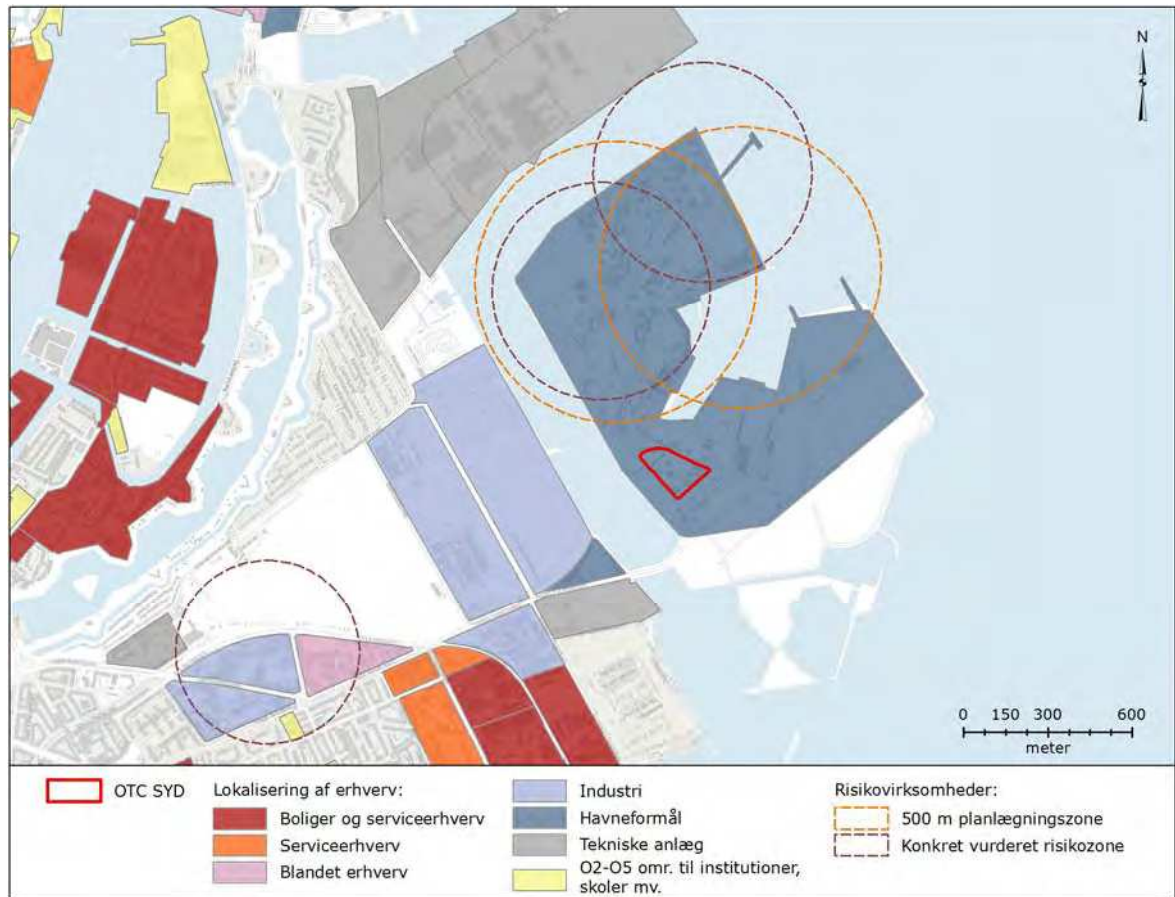 N
0 150 300 600
meter
OTC SYD
Lokalisering af erhverv:
Boliger og serviceerhverv
Serviceerhverv
Blandet erhverv
Industri
Havneformål
Tekniske anlæg
O2-O5 omr. til institutioner,
skoler mv.
Risikovirksomheder:
500 m planlægningszone
Konkret vurderet risikozone